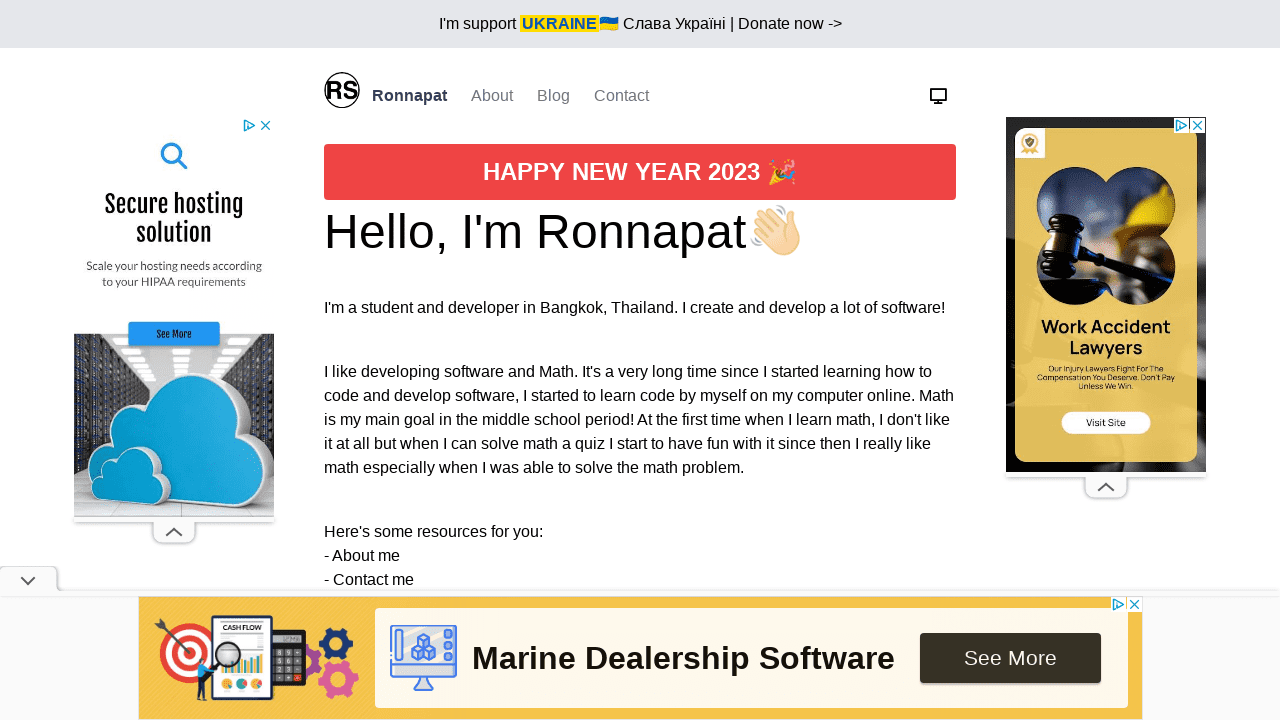 I'm support UKRAINE🇺🇦 Слава Україні | Donate now ->
RS
Ronnapat About Blog Contact
HAPPY NEW YEAR 2023 🎉
Hello, I'm Ronnapat👋🏻
I'm a student and developer in Bangkok, Thailand. I create and develop a lot of software!
I like developing software and Math. It's a very long time since I started learning how to
code and develop software, I started to learn code by myself on my computer online. Math
is my main goal in the middle school period! At the first time when I learn math, I don't like
it at all but when I can solve math a quiz I start to have fun with it since then I really like
math especially when I was able to solve the math problem.
Here's some resources for you:
- About me
- Contact me
Secure hosting
solution
Scale your hosting needs according
to your HIPAA requirements
See More
Work Accident
Lawyers
Our Injury Lawyers Fight For The
Compensation You Deserve. Don't Pay
Unless We Win.
Visit Site
CASH FLOW
Marine Dealership Software
See More